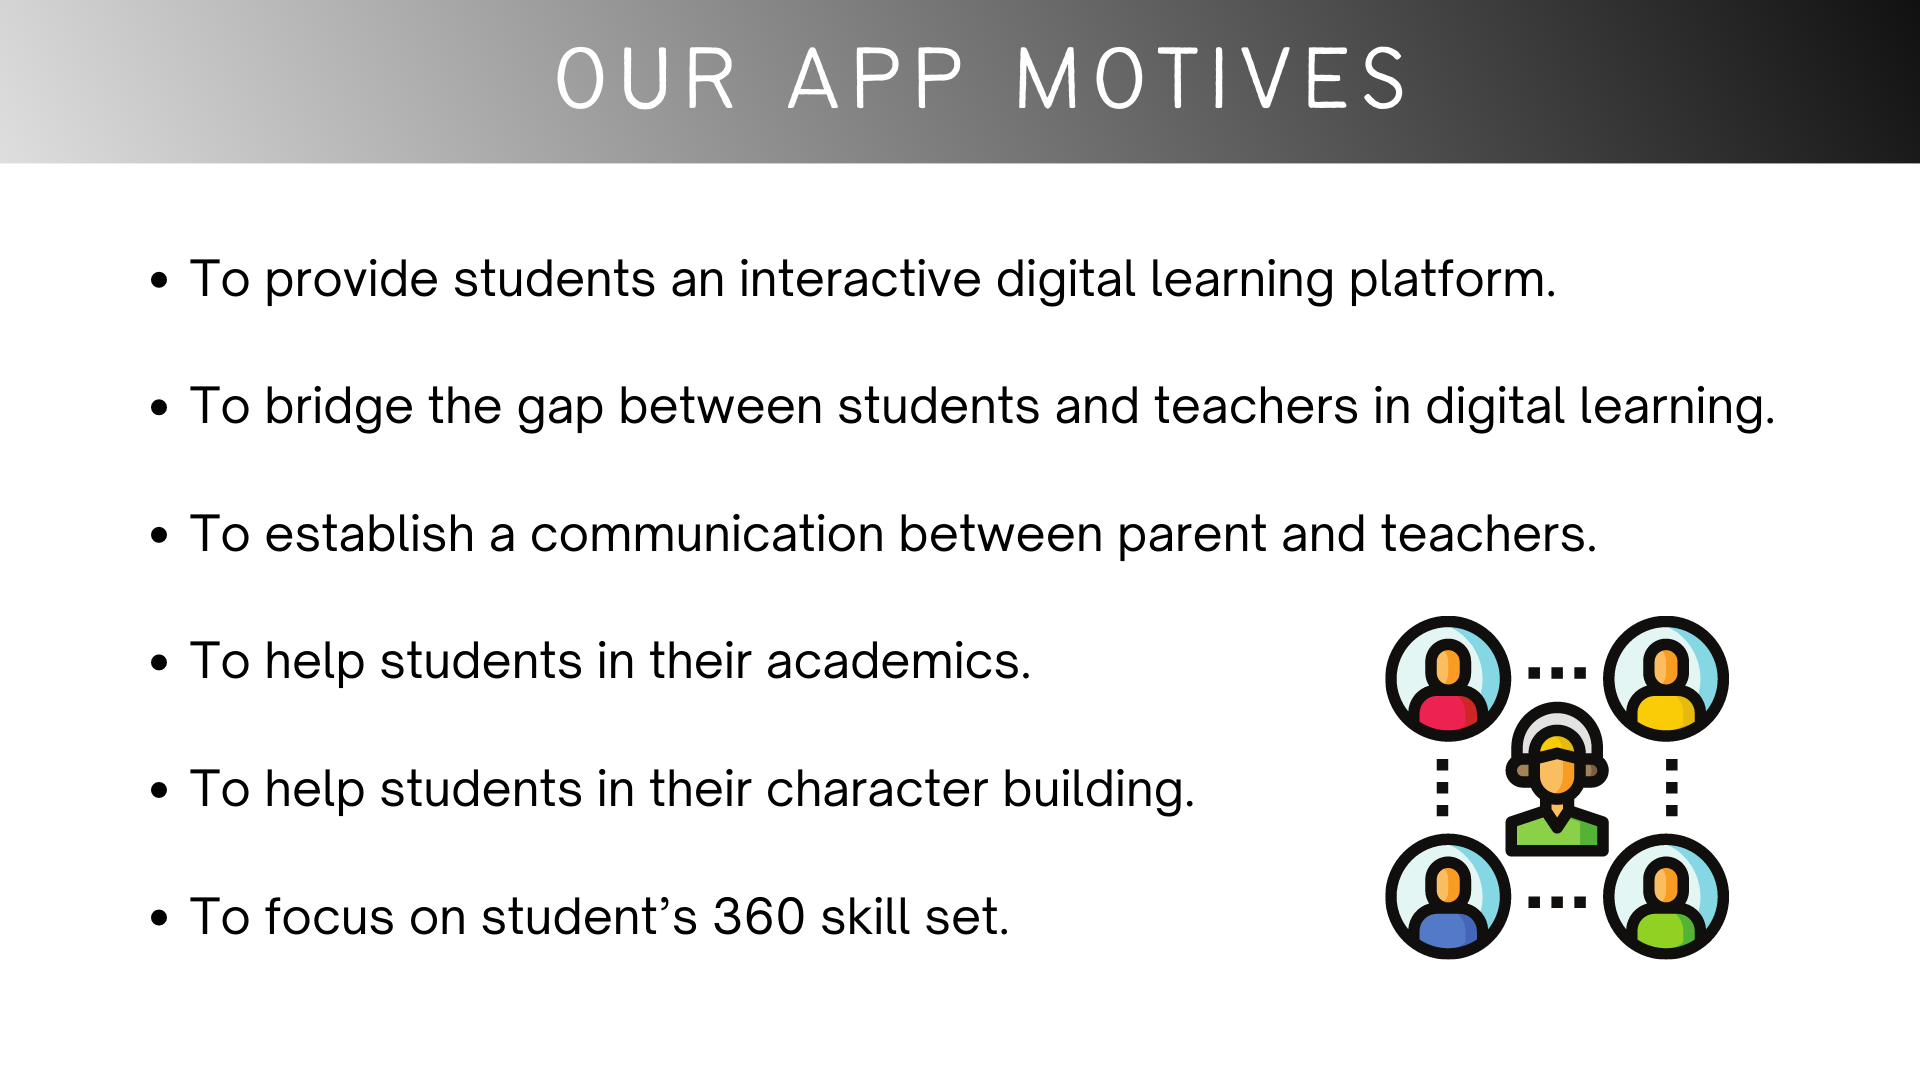 OUR APP MOTIVES
• To provide students an interactive digital learning platform.
• To bridge the gap between students and teachers in digital learning.
• To establish a communication between parent and teachers.
• To help students in their academics.
• To help students in their character building.
• To focus on student’s 360 skill set.